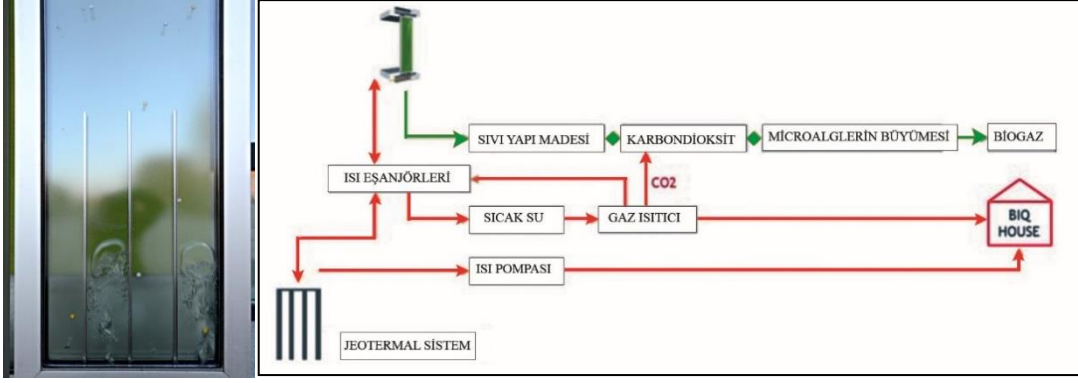 SIVI YAPI MADESİ
KARBONDİOKSİT
MİCROALGLERİN BÜYÜMESİ
BİOGAZ
ISI EŞANJÖRLERİ
CO2
SICAK SU
GAZ ISITICI
BIQ
HOUSE
ISI POMPASI
JEOTERMAL SİSTEM